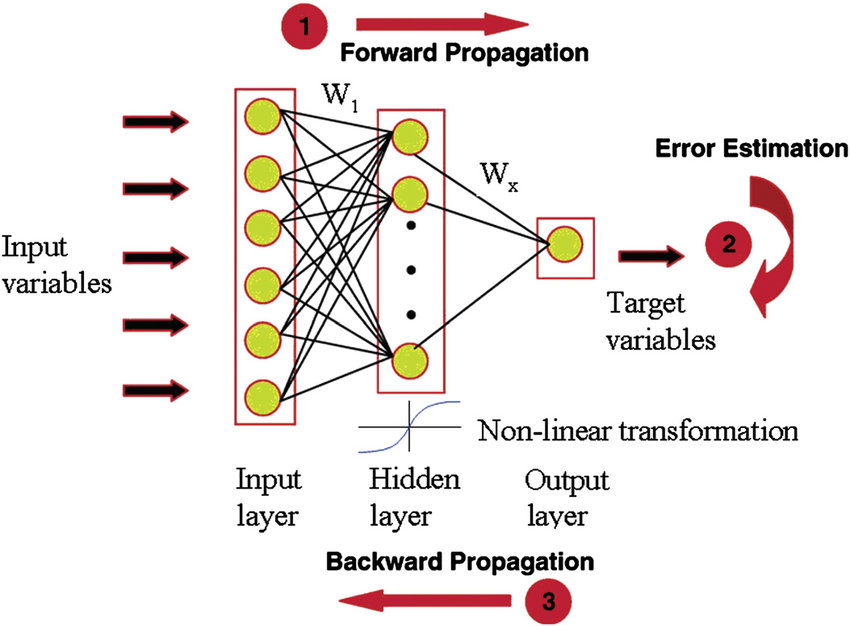 1
Forward Propagation
W1
Error Estimation
Wx
2
Input
variables
Target
variables
Non-linear transformation
Input
layer
Hidden
layer
Output
layer
Backward Propagation
3